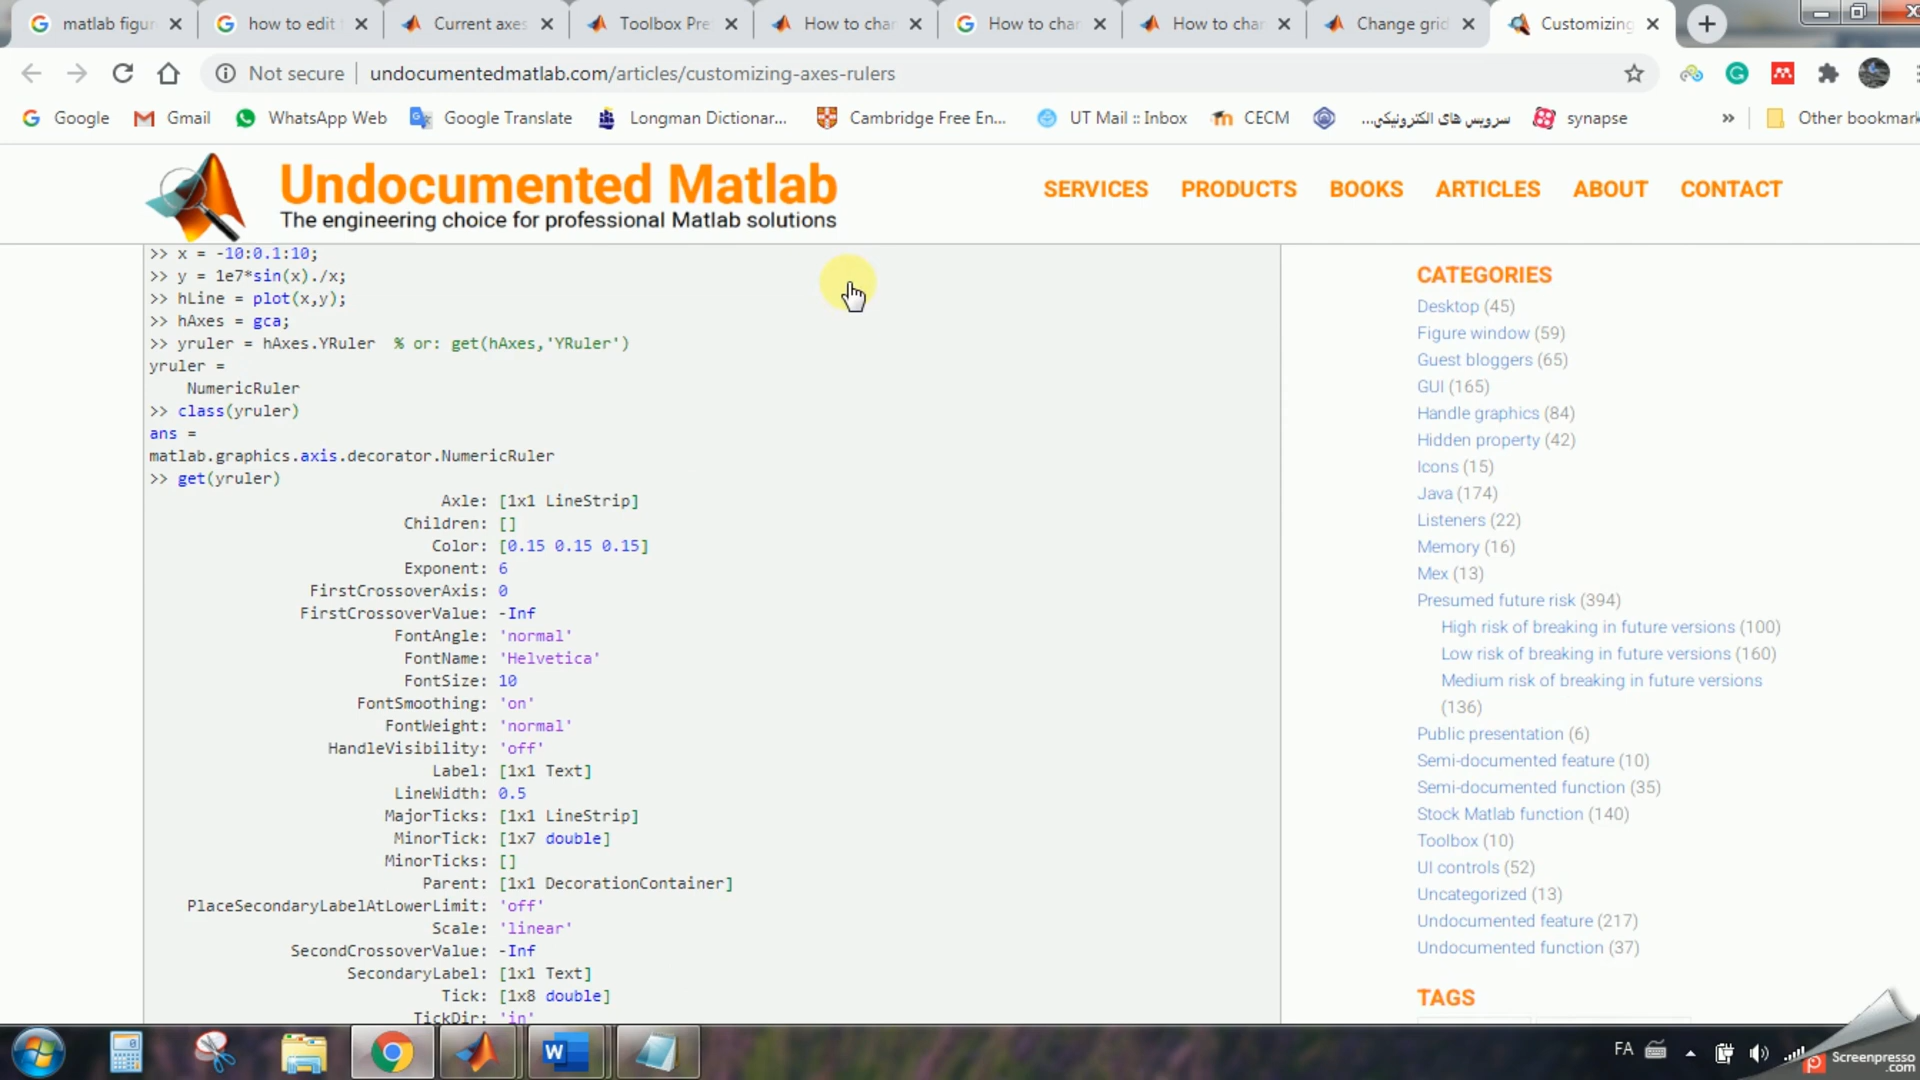 matlab figur
how to edit
Current axes
Toolbox Pre
How to cha
How to cha
How to cha
Change grid
Customizing
Not secure
undocumentedmatlab.com/articles/customizing-axes-rulers
Google
Gmail
WhatsApp Web
Google Translate
Longman Dictionar...
Cambridge Free En...
UT Mail :: Inbox
CECM
سرویس های الکترونیکی...
synapse
»
Other bookmark
Undocumented Matlab
The engineering choice for professional Matlab solutions
SERVICES PRODUCTS BOOKS ARTICLES ABOUT CONTACT
>> x = -10:0.1:10;
>> y = 1e7*sin(x)./x;
>> hLine = plot(x,y);
>> hAxes = gca;
>> yruler = hAxes.YRuler % or: get(hAxes,'YRuler')
yruler =
NumericRuler
>> class(yruler)
ans =
matlab.graphics.axis.decorator.NumericRuler
>> get(yruler)
Axle: [1x1 LineStrip]
Children: []
Color: [0.15 0.15 0.15]
Exponent: 6
FirstCrossoverAxis: 0
FirstCrossoverValue: -Inf
FontAngle: 'normal'
FontName: 'Helvetica'
FontSize: 10
FontSmoothing: 'on'
FontWeight: 'normal'
HandleVisibility: 'off'
Label: [1x1 Text]
LineWidth: 0.5
MajorTicks: [1x1 LineStrip]
MinorTick: [1x7 double]
MinorTicks: []
Parent: [1x1 DecorationContainer]
PlaceSecondaryLabelAtLowerLimit: 'off'
Scale: 'linear'
SecondCrossoverValue: -Inf
SecondaryLabel: [1x1 Text]
Tick: [1x8 double]
TickDir: 'in'
CATEGORIES
Desktop (45)
Figure window (59)
Guest bloggers (65)
GUI (165)
Handle graphics (84)
Hidden property (42)
Icons (15)
Java (174)
Listeners (22)
Memory (16)
Mex (13)
Presumed future risk (394)
High risk of breaking in future versions (100)
Low risk of breaking in future versions (160)
Medium risk of breaking in future versions
(136)
Public presentation (6)
Semi-documented feature (10)
Semi-documented function (35)
Stock Matlab function (140)
Toolbox (10)
UI controls (52)
Uncategorized (13)
Undocumented feature (217)
Undocumented function (37)
TAGS
FA
Screenpresso
.com